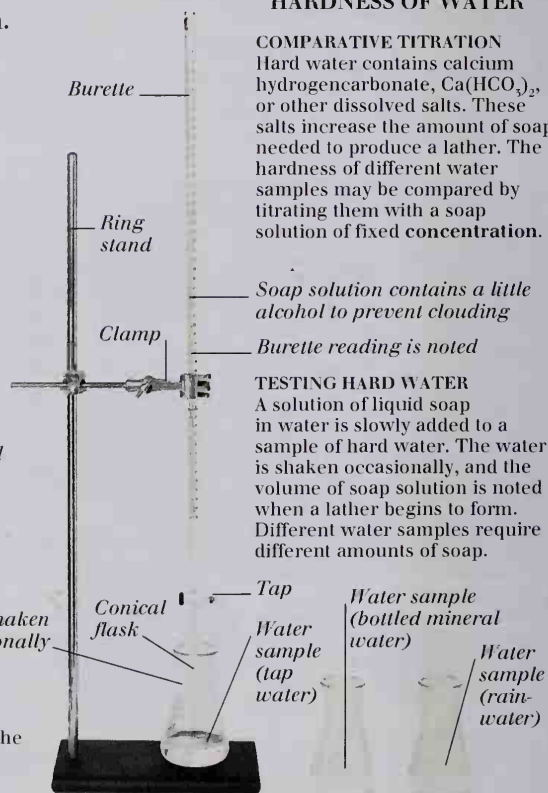 HARDNESS OF WATER
COMPARATIVE TITRATION
Hard water contains calcium
hydrogencarbonate, Ca(HCO₃)₂,
or other dissolved salts. These
salts increase the amount of soap
needed to produce a lather. The
hardness of different water
samples may be compared by
titrating them with a soap
solution of fixed concentration.
Burette
Ring
stand
Soap solution contains a little
alcohol to prevent clouding
Clamp
Burette reading is noted
TESTING HARD WATER
A solution of liquid soap
in water is slowly added to a
sample of hard water. The water
is shaken occasionally, and the
volume of soap solution is noted
when a lather begins to form.
Different water samples require
different amounts of soap.
Tap
Conical
flask
Water
sample
(tap
water)
Water sample
(bottled mineral
water)
Water
sample
(rain-
water)